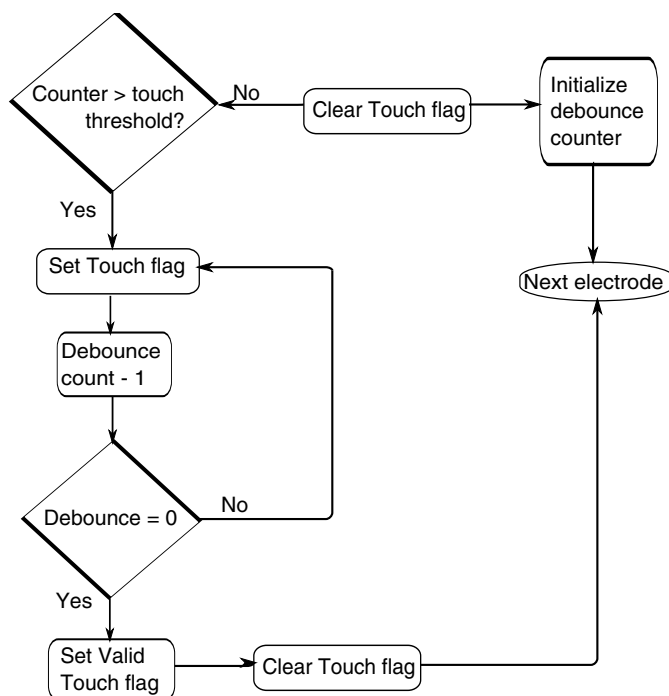 Counter > touch
threshold?
No
Clear Touch flag
Initialize
debounce
counter
Yes
Set Touch flag
Next electrode
Debounce
count - 1
Debounce = 0
No
Yes
Set Valid
Touch flag
Clear Touch flag